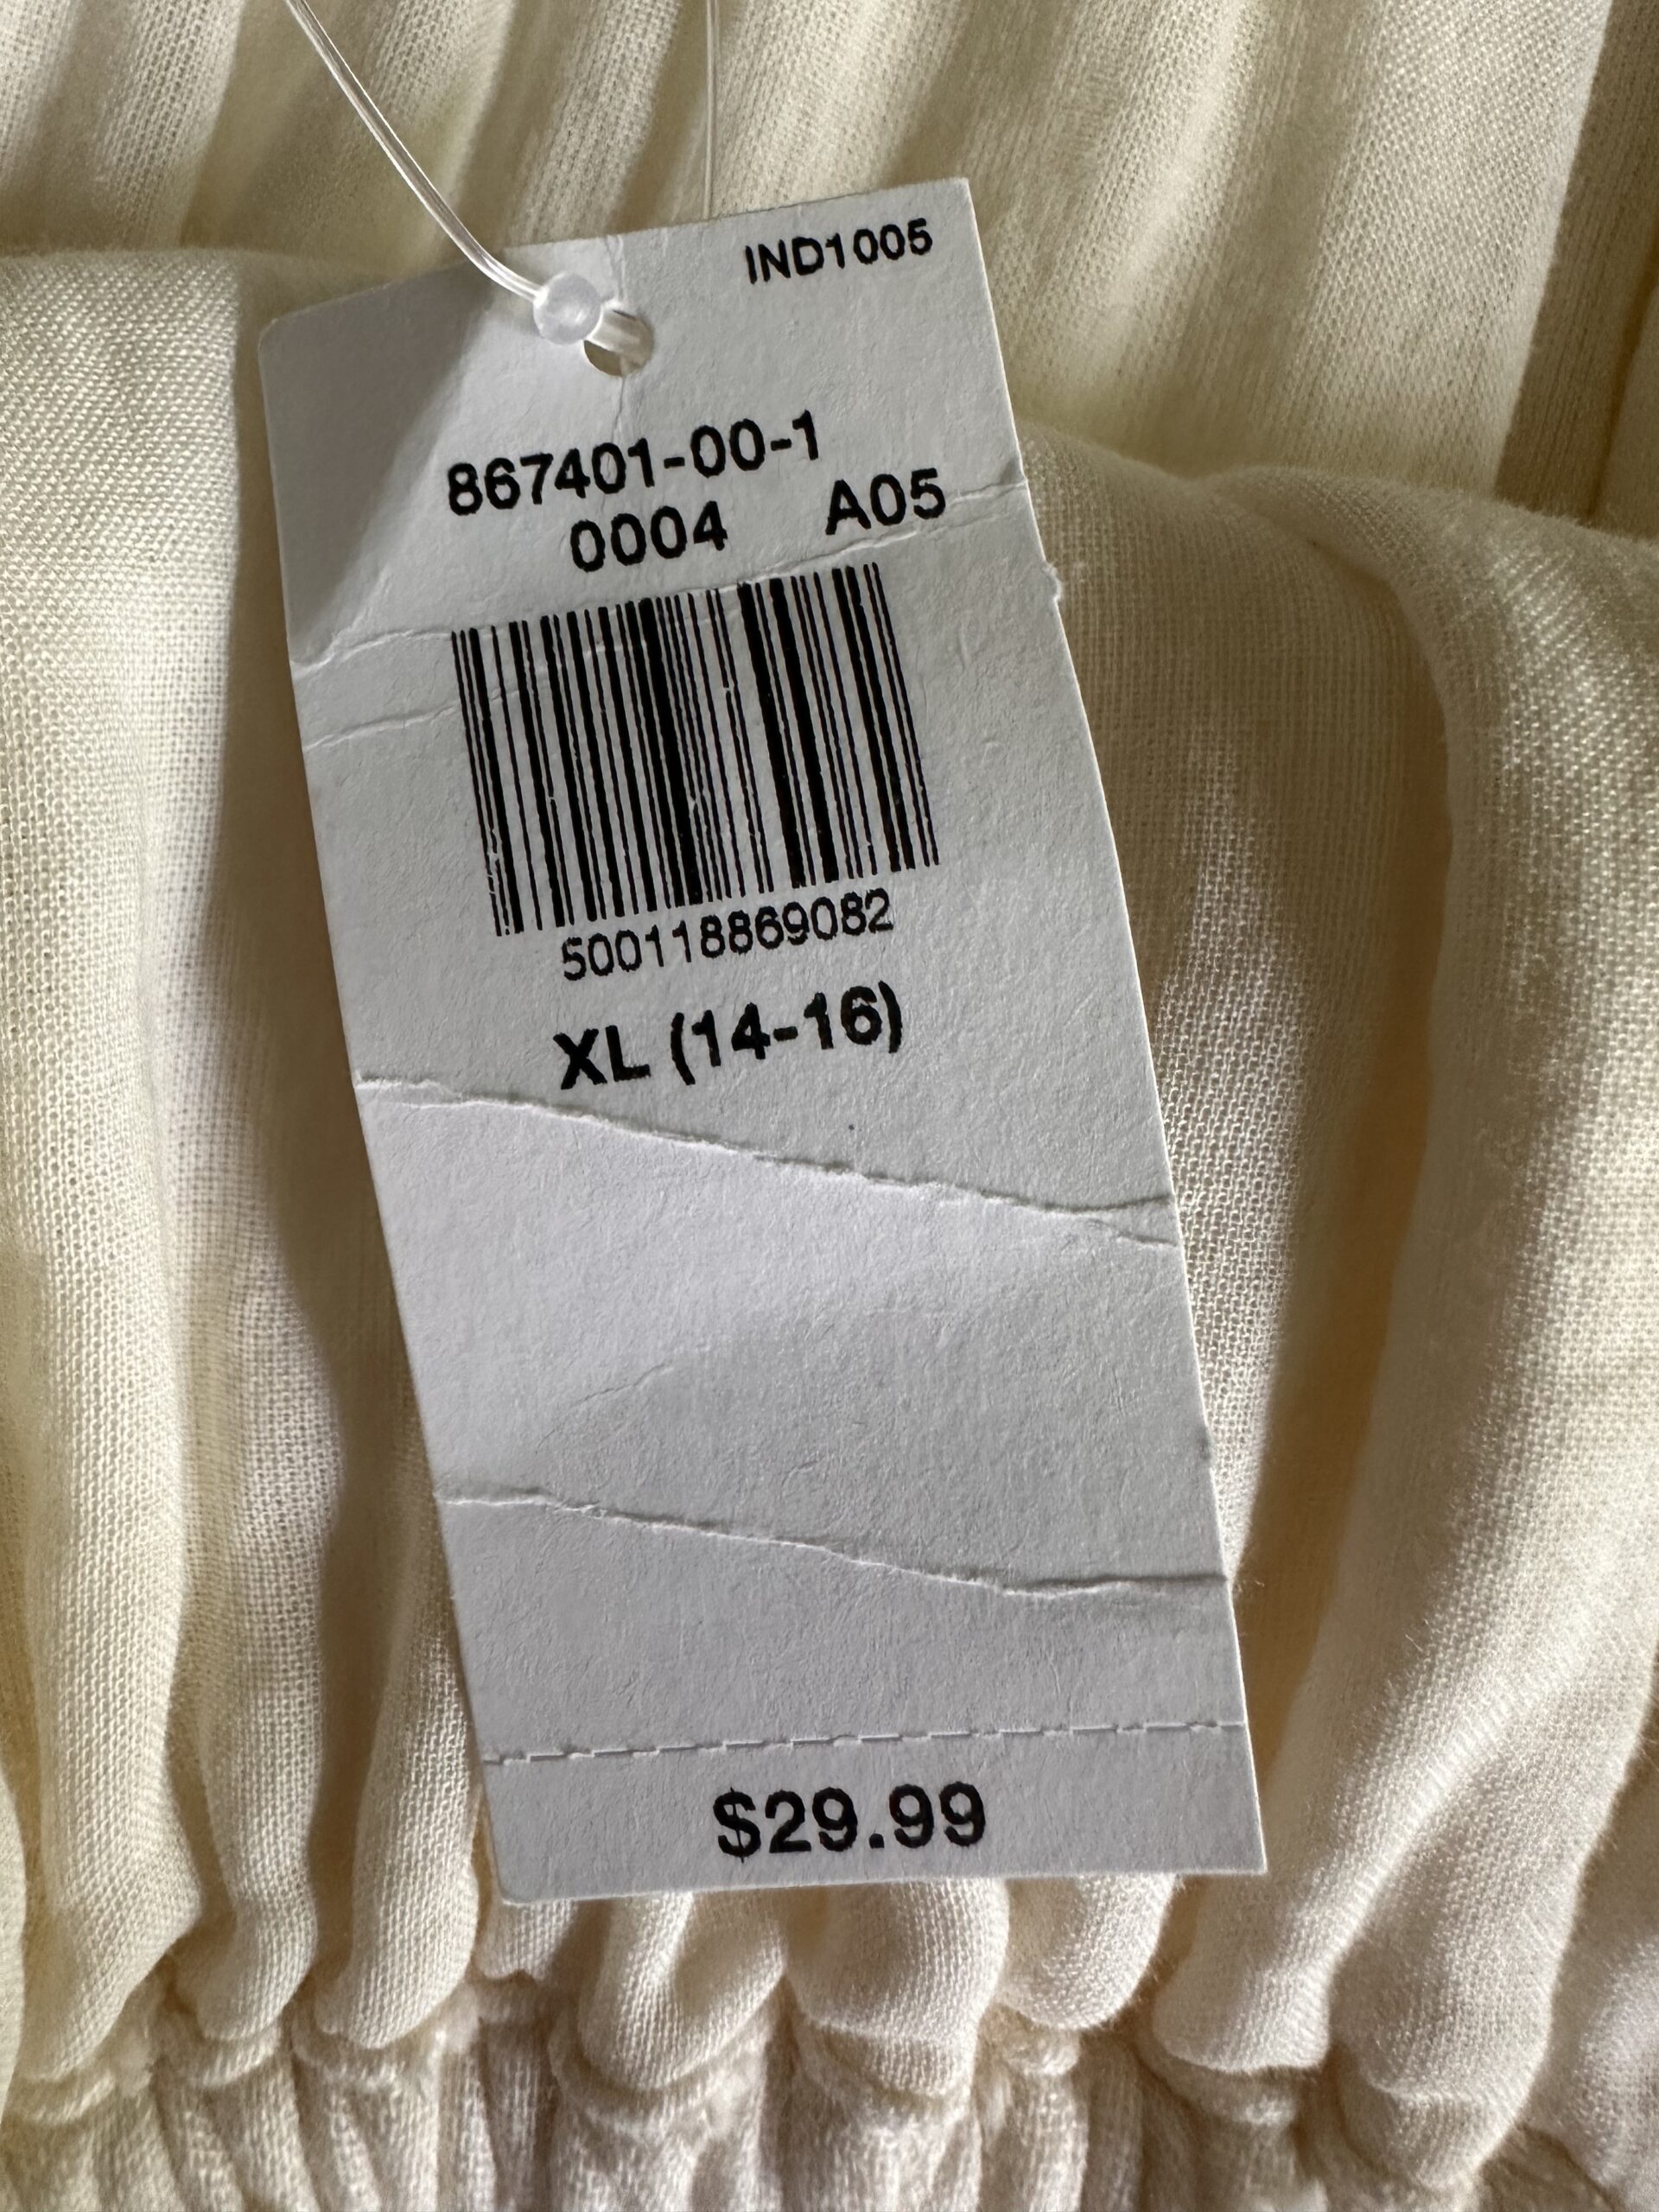 IND1005
867401-00-1
0004 A05
500118869082
XL (14-16)
$29.99